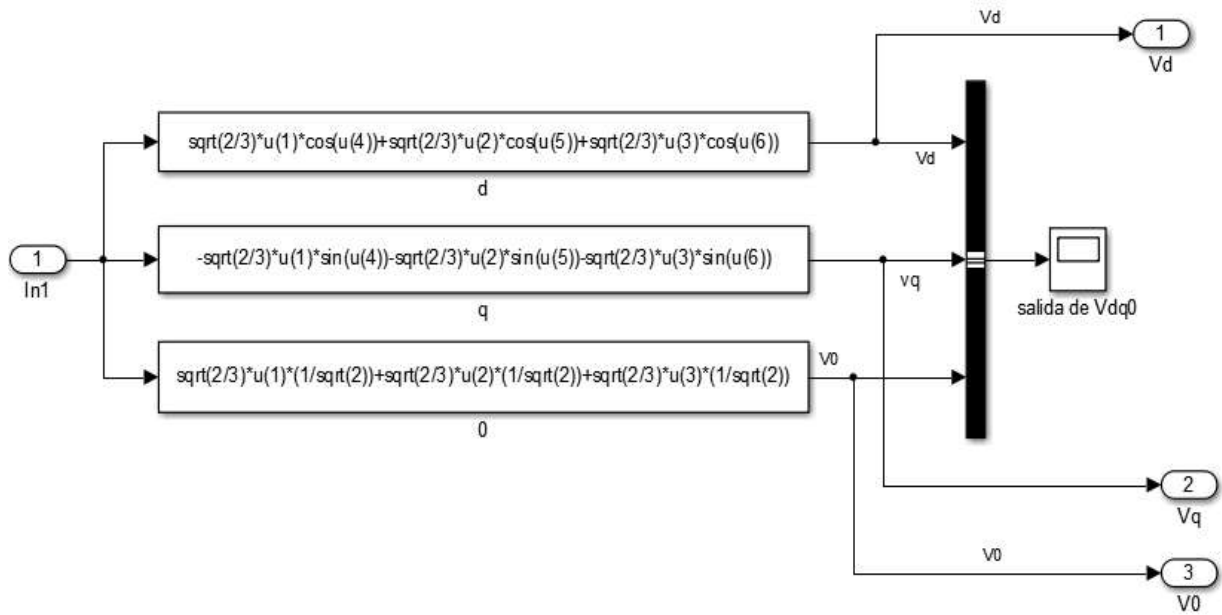 Vd
1
Vd
sqrt(2/3)*u(1)*cos(u(4))+sqrt(2/3)*u(2)*cos(u(5))+sqrt(2/3)*u(3)*cos(u(6))
Vd
d
1
In1
-sqrt(2/3)*u(1)*sin(u(4))-sqrt(2/3)*u(2)*sin(u(5))-sqrt(2/3)*u(3)*sin(u(6))
vq
q
salida de Vdq0
V0
sqrt(2/3)*u(1)*(1/sqrt(2))+sqrt(2/3)*u(2)*(1/sqrt(2))+sqrt(2/3)*u(3)*(1/sqrt(2))
0
2
Vq
V0
3
V0